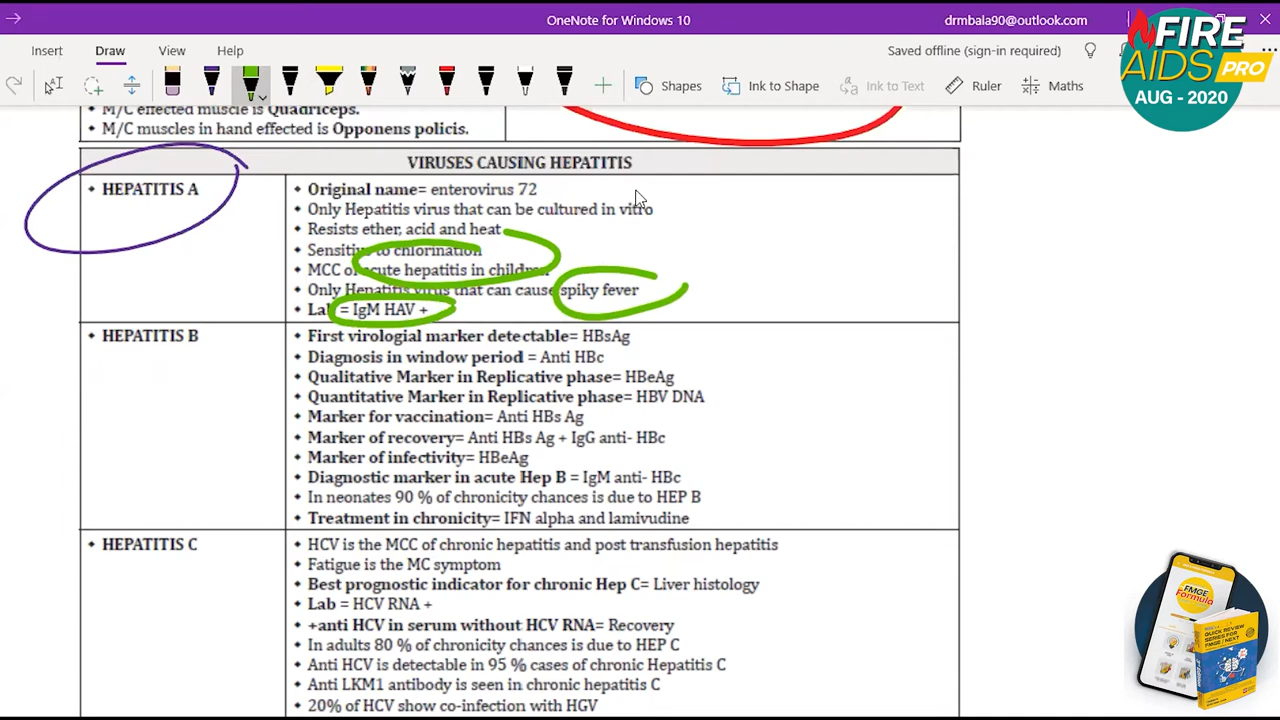 OneNote for Windows 10
drmbala90@outlook.com
Insert
Draw
View
Help
Saved offline (sign-in required)
Shapes
Ink to Shape
Ink to Text
Ruler
Maths
FIRE
AIDS PRO
AUG - 2020
M/C effected muscle is Quadriceps.
M/C muscles in hand effected is Opponens policis.
VIRUSES CAUSING HEPATITIS
HEPATITIS A
Original name= enterovirus 72
Only Hepatitis virus that can be cultured in vitro
Resists ether, acid and heat
Sensitive to chlorination
MCC of acute hepatitis in children
Only Hepatitis virus that can cause spiky fever
Lab = IgM HAV +
HEPATITIS B
First virologial marker detectable= HBsAg
Diagnosis in window period = Anti HBc
Qualitative Marker in Replicative phase= HBeAg
Quantitative Marker in Replicative phase= HBV DNA
Marker for vaccination= Anti HBs Ag
Marker of recovery= Anti HBs Ag + IgG anti- HBc
Marker of infectivity= HBeAg
Diagnostic marker in acute Hep B = IgM anti- HBc
In neonates 90 % of chronicity chances is due to HEP B
Treatment in chronicity= IFN alpha and lamivudine
HEPATITIS C
HCV is the MCC of chronic hepatitis and post transfusion hepatitis
Fatigue is the MC symptom
Best prognostic indicator for chronic Hep C= Liver histology
Lab = HCV RNA +
+anti HCV in serum without HCV RNA= Recovery
In adults 80 % of chronicity chances is due to HEP C
Anti HCV is detectable in 95 % cases of chronic Hepatitis C
Anti LKM1 antibody is seen in chronic hepatitis C
20% of HCV show co-infection with HGV
FMGE
Formula
QUICK REVIEW
SERIES FOR
FMGE / NEXT